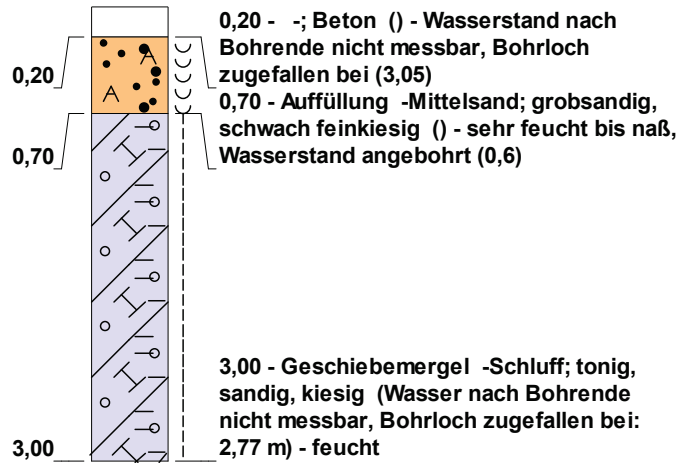 0,20 - -; Beton () - Wasserstand nach
Bohrende nicht messbar, Bohrloch
zugefallen bei (3,05)
0,20
0,70 - Auffüllung -Mittelsand; grobsandig,
schwach feinkiesig () - sehr feucht bis naß,
Wasserstand angebohrt (0,6)
0,70
A
A
3,00 - Geschiebemergel -Schluff; tonig,
sandig, kiesig (Wasser nach Bohrende
nicht messbar, Bohrloch zugefallen bei:
2,77 m) - feucht
3,00